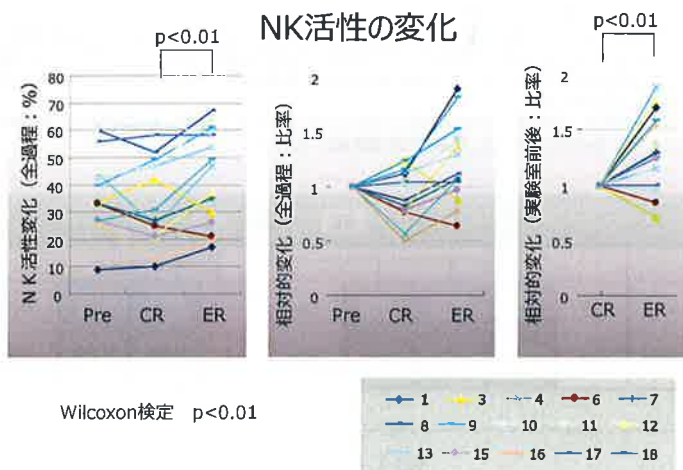 NK活性の変化
p<0.01
NK活性変化（全過程：%）
80
70
60
50
40
30
20
10
0
Pre CR ER
相対的変化（全過程：比率）
2
1.5
1
0.5
0
Pre CR ER
p<0.01
相対的変化（実験室前後：比率）
2
1.5
1
0.5
0
CR ER
Wilcoxon検定 p<0.01
1 3 4 6 7
8 9 10 11 12
13 15 16 17 18